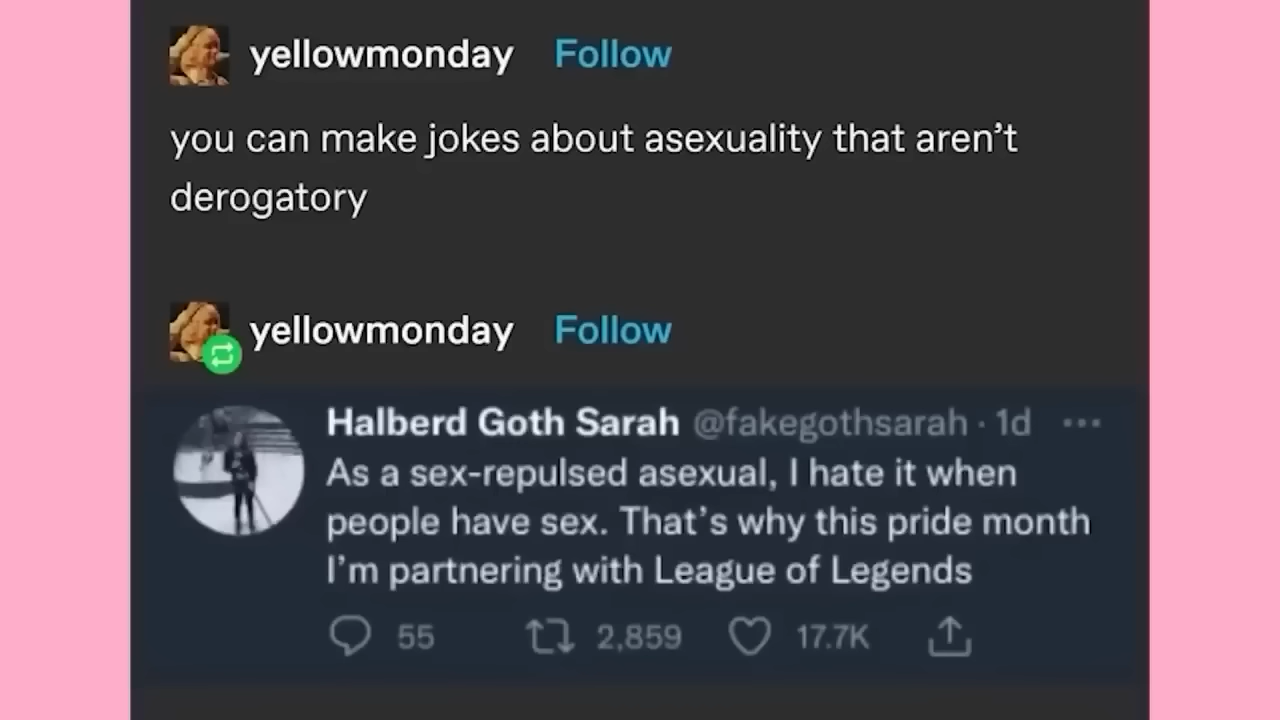 yellowmonday Follow
you can make jokes about asexuality that aren’t
derogatory
yellowmonday Follow
Halberd Goth Sarah @fakegothsarah · 1d ...
As a sex-repulsed asexual, I hate it when
people have sex. That’s why this pride month
I’m partnering with League of Legends
55 2,859 17.7K